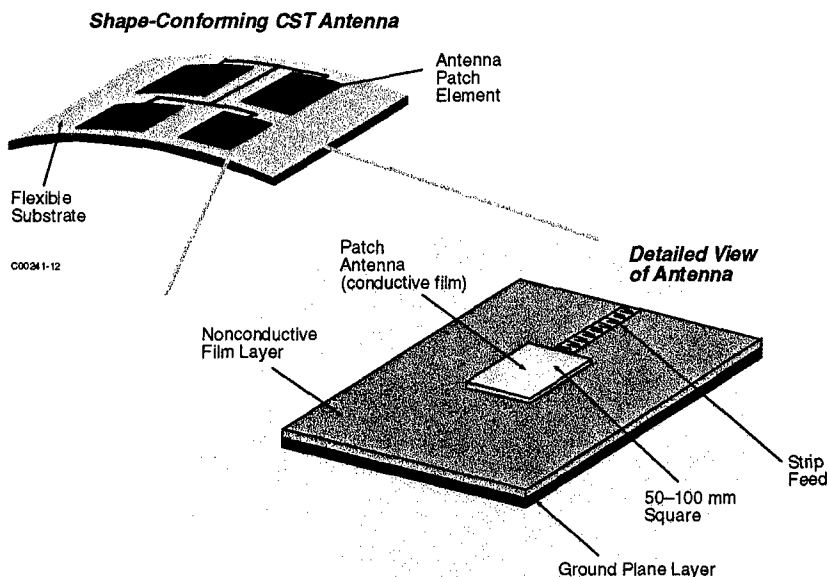 Shape-Conforming CST Antenna
Antenna
Patch
Element
Flexible
Substrate
C00241-12
Patch
Antenna
(conductive film)
Detailed View
of Antenna
Nonconductive
Film Layer
Strip
Feed
50–100 mm
Square
Ground Plane Layer